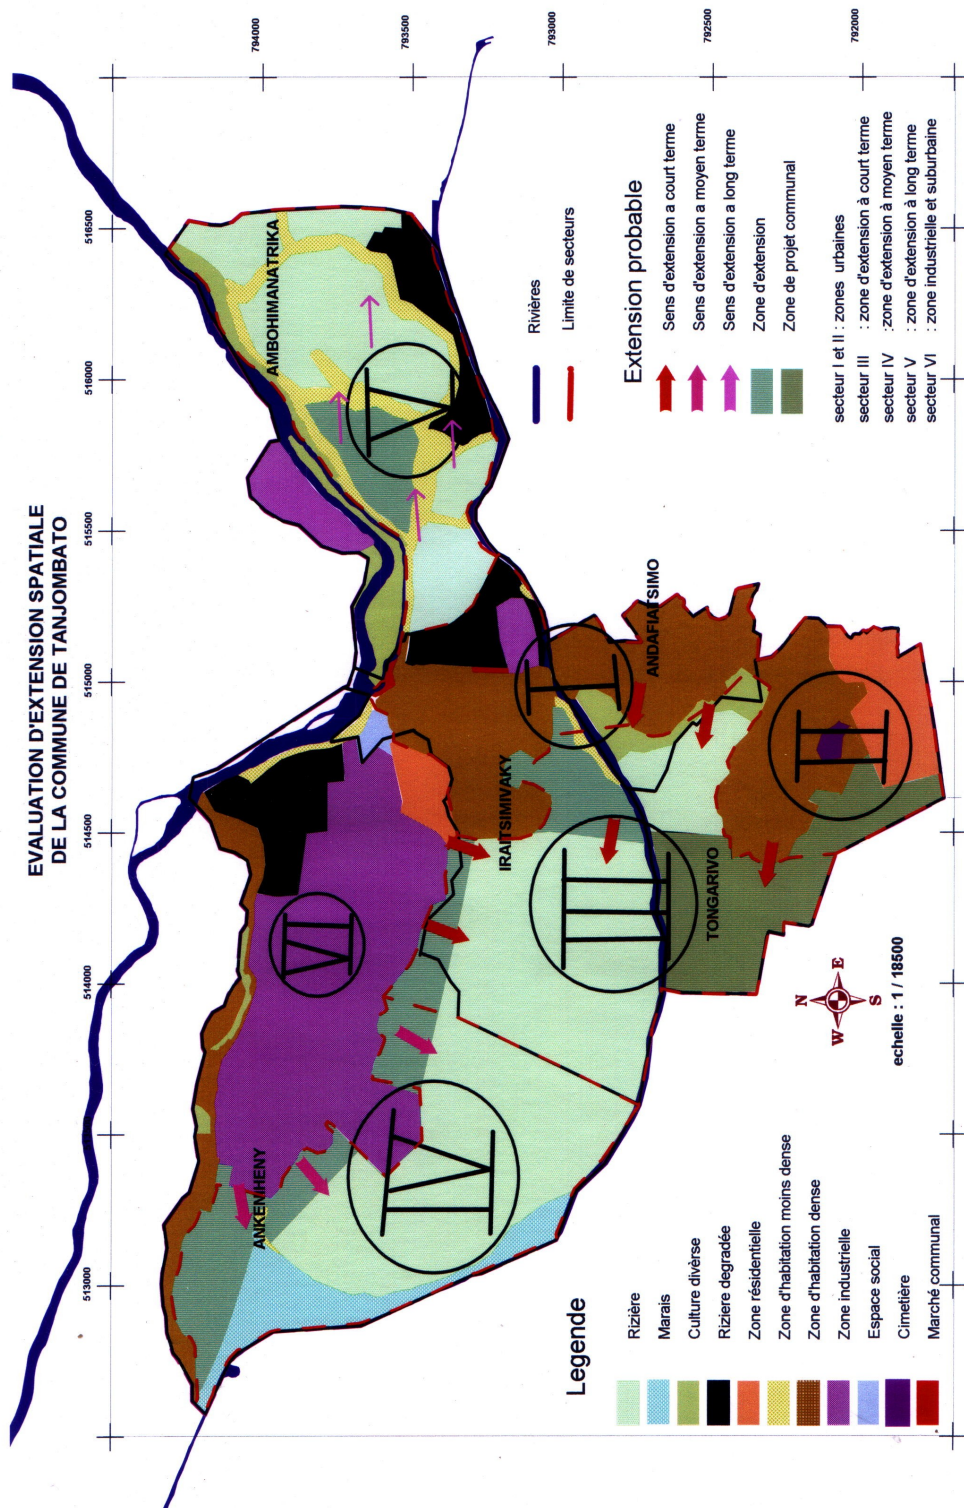 EVALUATION D'EXTENSION SPATIALE
DE LA COMMUNE DE TANJOMBATO
513000
514000
514500
515000
515500
516000
516500
794000
793500
793000
792500
792000
AMBOHIMANATRIKA
ANKENIHENY
IRAITSIMIVAKY
ANDAFIATSIMO
TONGARIVO
I
II
III
IV
V
VI
Legende
Rizière
Marais
Culture divèrse
Riziere degradée
Zone résidentielle
Zone d'habitation moins dense
Zone d'habitation dense
Zone industrielle
Espace social
Cimetière
Marché communal
N
W
E
S
echelle : 1 / 18500
Rivières
Limite de secteurs
Extension probable
Sens d'extension a court terme
Sens d'extension a moyen terme
Sens d'extension a long terme
Zone d'extension
Zone de projet communal
secteur I et II : zones urbaines
secteur III : zone d'extension à court terme
secteur IV :zone d'extension à moyen terme
secteur V : zone d'extension à long terme
secteur VI : zone industrielle et suburbaine